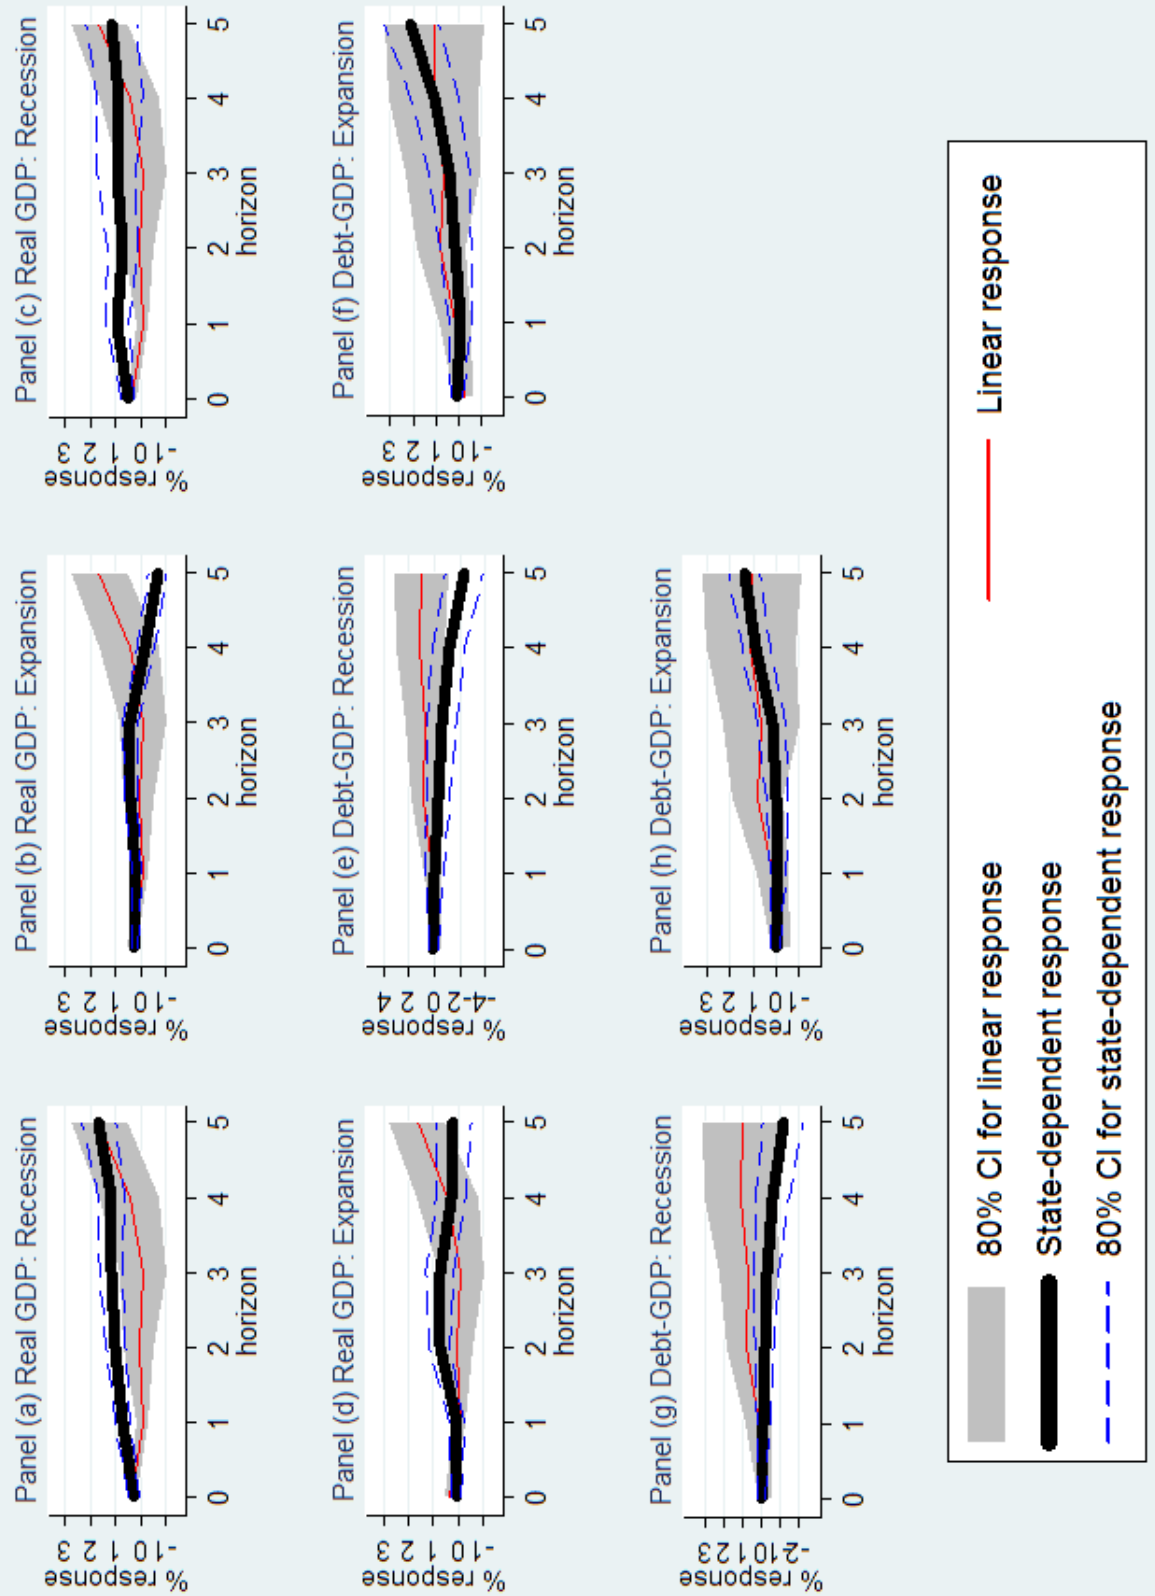 Panel (a) Real GDP: Recession
% response
-1 0 1 2 3
0 1 2 3 4 5
horizon
Panel (b) Real GDP: Expansion
% response
-1 0 1 2 3
0 1 2 3 4 5
horizon
Panel (c) Real GDP: Recession
% response
-1 0 1 2 3
0 1 2 3 4 5
horizon
Panel (d) Real GDP: Expansion
% response
-1 0 1 2 3
0 1 2 3 4 5
horizon
Panel (e) Debt-GDP: Recession
% response
-4 -2 0 2 4
0 1 2 3 4 5
horizon
Panel (f) Debt-GDP: Expansion
% response
-1 0 1 2 3
0 1 2 3 4 5
horizon
Panel (g) Debt-GDP: Recession
% response
-2 -1 0 1 2 3
0 1 2 3 4 5
horizon
Panel (h) Debt-GDP: Expansion
% response
-1 0 1 2 3
0 1 2 3 4 5
horizon
80% CI for linear response
Linear response
State-dependent response
80% CI for state-dependent response